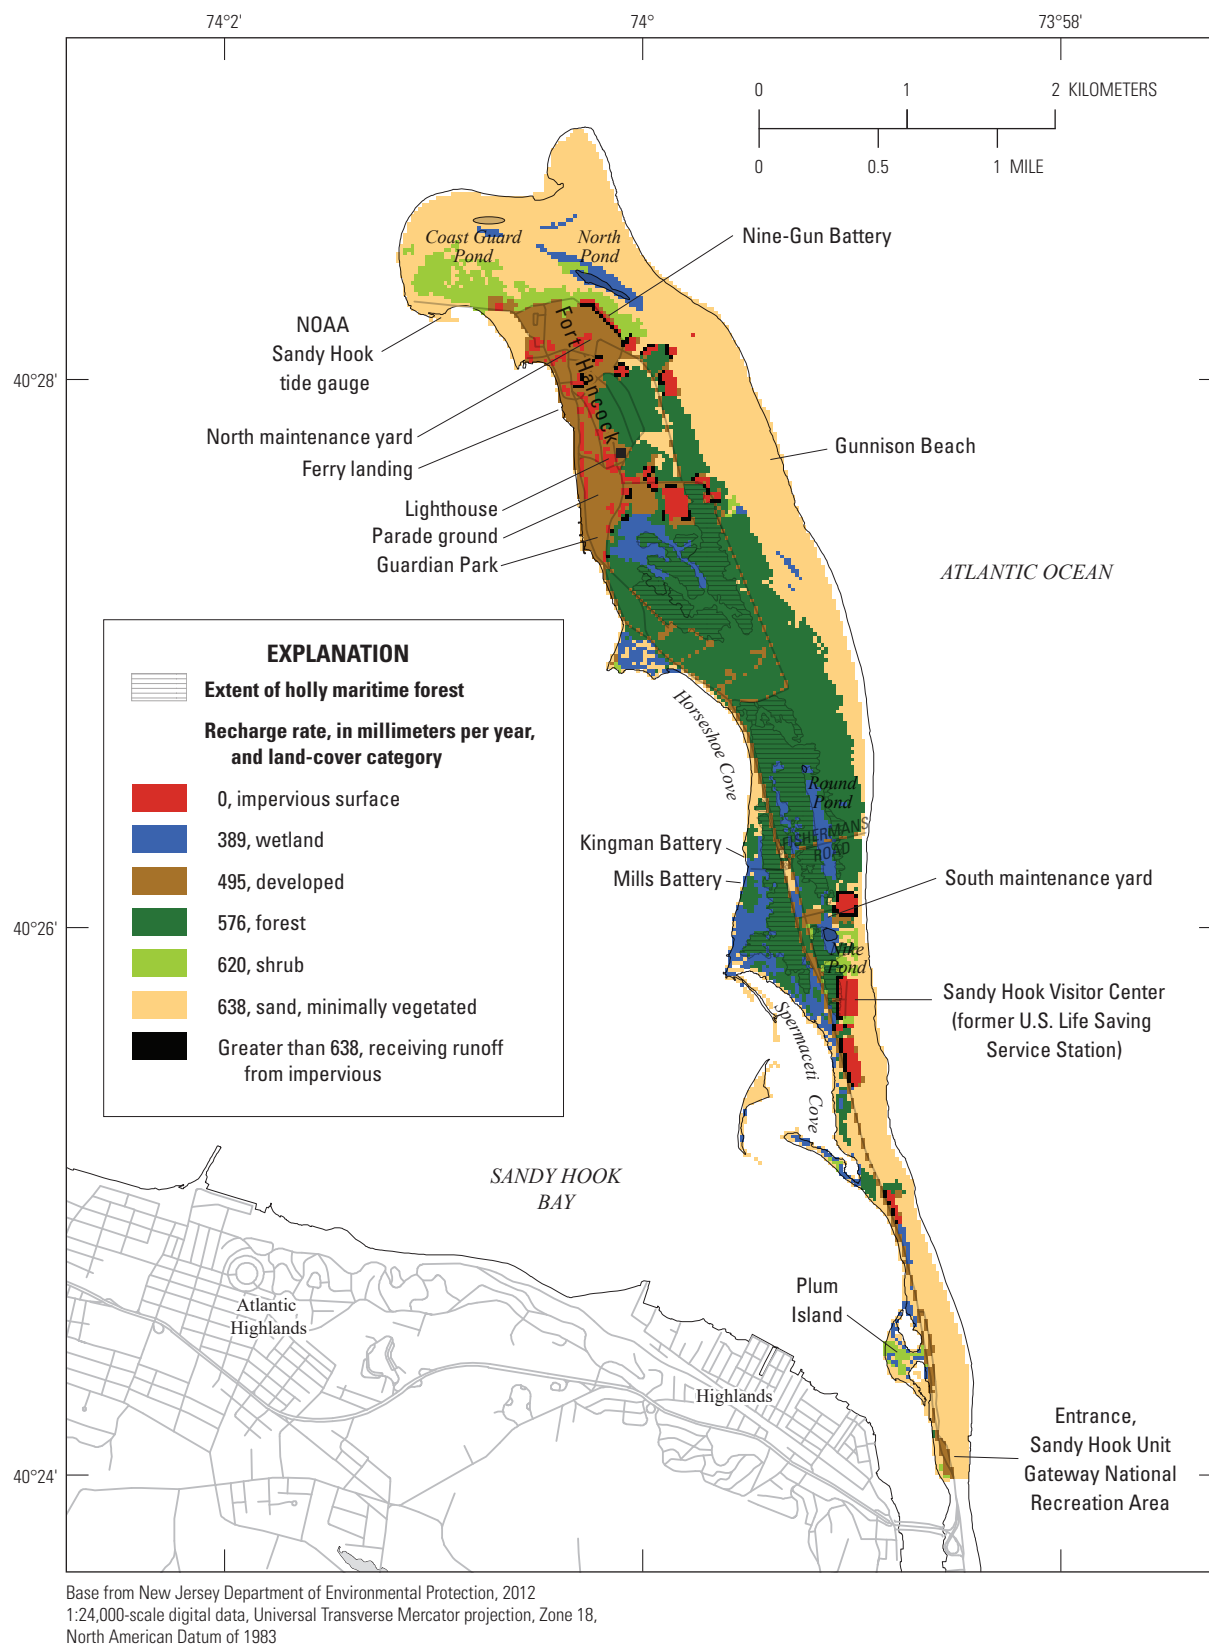 74°2'
74°
73°58'
0
1
2 KILOMETERS
0
0.5
1 MILE
Coast Guard
Pond
North
Pond
Nine-Gun Battery
NOAA
Sandy Hook
tide gauge
Fort Hancock
40°28'
North maintenance yard
Ferry landing
Gunnison Beach
Lighthouse
Parade ground
Guardian Park
ATLANTIC OCEAN
EXPLANATION
Extent of holly maritime forest
Recharge rate, in millimeters per year,
and land-cover category
0, impervious surface
389, wetland
495, developed
576, forest
620, shrub
638, sand, minimally vegetated
Greater than 638, receiving runoff
from impervious
Horseshoe Cove
Round
Pond
FISHERMANS
ROAD
Kingman Battery
Mills Battery
South maintenance yard
40°26'
Nike
Pond
Sandy Hook Visitor Center
(former U.S. Life Saving
Service Station)
Spermaceti Cove
SANDY HOOK
BAY
Plum
Island
Atlantic
Highlands
Highlands
Entrance,
Sandy Hook Unit
Gateway National
Recreation Area
40°24'
Base from New Jersey Department of Environmental Protection, 2012
1:24,000-scale digital data, Universal Transverse Mercator projection, Zone 18,
North American Datum of 1983